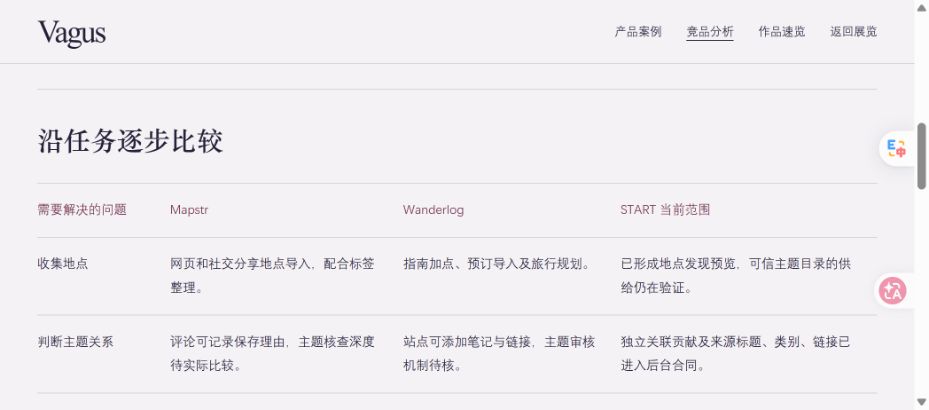 Vagus
产品案例 竞品分析 作品速览 返回展览
沿任务逐步比较
需要解决的问题 Mapstr Wanderlog START 当前范围
收集地点
网页和社交分享地点导入，配合标签
整理。
指南加点、预订导入及旅行规划。
已形成地点发现预览，可信主题目录的供
给仍在验证。
判断主题关系
评论可记录保存理由，主题核查深度
待实际比较。
站点可添加笔记与链接，主题审核
机制待核。
独立关联贡献及来源标题、类别、链接已
进入后台合同。